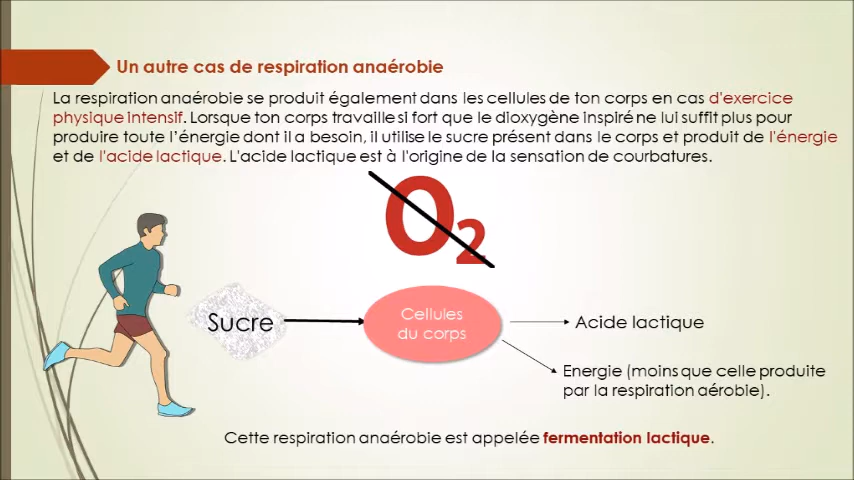 Un autre cas de respiration anaérobie
La respiration anaérobie se produit également dans les cellules de ton corps en cas d'exercice
physique intensif. Lorsque ton corps travaille si fort que le dioxygène inspiré ne lui suffit plus pour
produire toute l’énergie dont il a besoin, il utilise le sucre présent dans le corps et produit de l'énergie
et de l'acide lactique. L'acide lactique est à l'origine de la sensation de courbatures.
O2
Sucre
Cellules
du corps
Acide lactique
Energie (moins que celle produite
par la respiration aérobie).
Cette respiration anaérobie est appelée fermentation lactique.